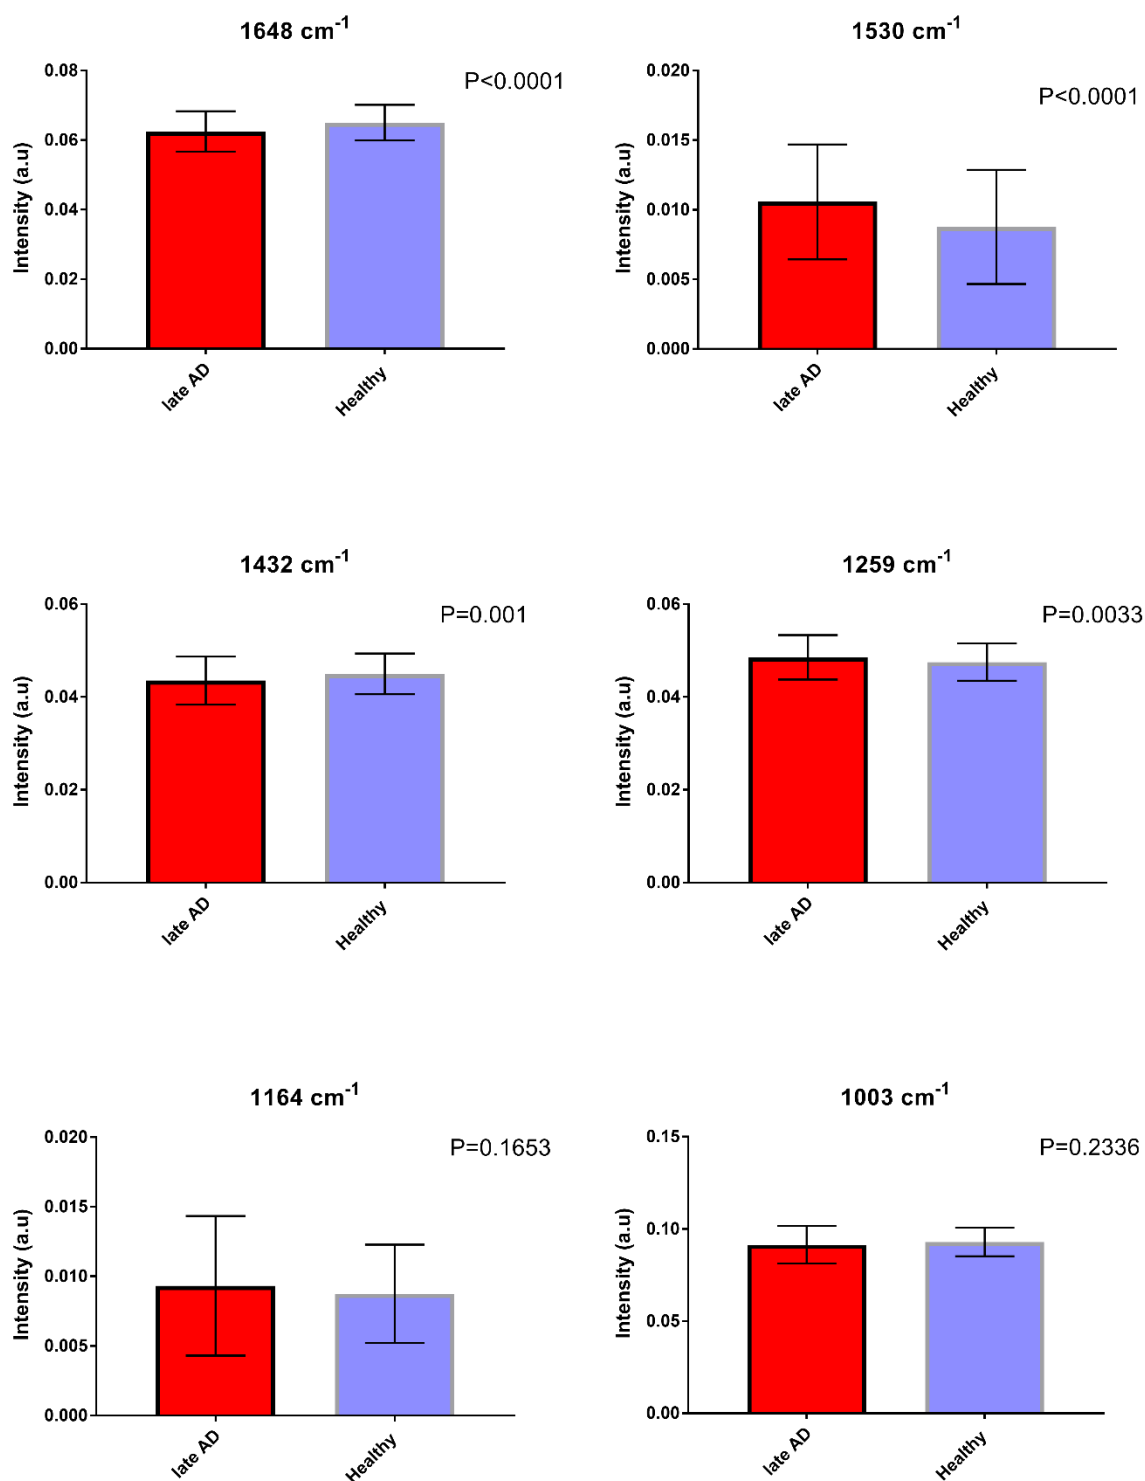 1648 cm-1
P<0.0001
Intensity (a.u)
0.08
0.06
0.04
0.02
0.00
late AD
Healthy
1530 cm-1
P<0.0001
Intensity (a.u)
0.020
0.015
0.010
0.005
0.000
late AD
Healthy
1432 cm-1
P=0.001
Intensity (a.u)
0.06
0.04
0.02
0.00
late AD
Healthy
1259 cm-1
P=0.0033
Intensity (a.u)
0.06
0.04
0.02
0.00
late AD
Healthy
1164 cm-1
P=0.1653
Intensity (a.u)
0.020
0.015
0.010
0.005
0.000
late AD
Healthy
1003 cm-1
P=0.2336
Intensity (a.u)
0.15
0.10
0.05
0.00
late AD
Healthy